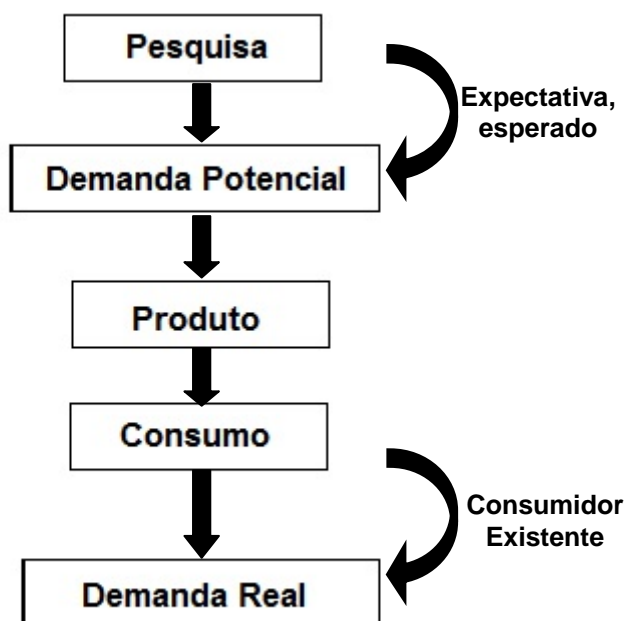 Pesquisa
Expectativa,
esperado
Demanda Potencial
Produto
Consumo
Consumidor
Existente
Demanda Real